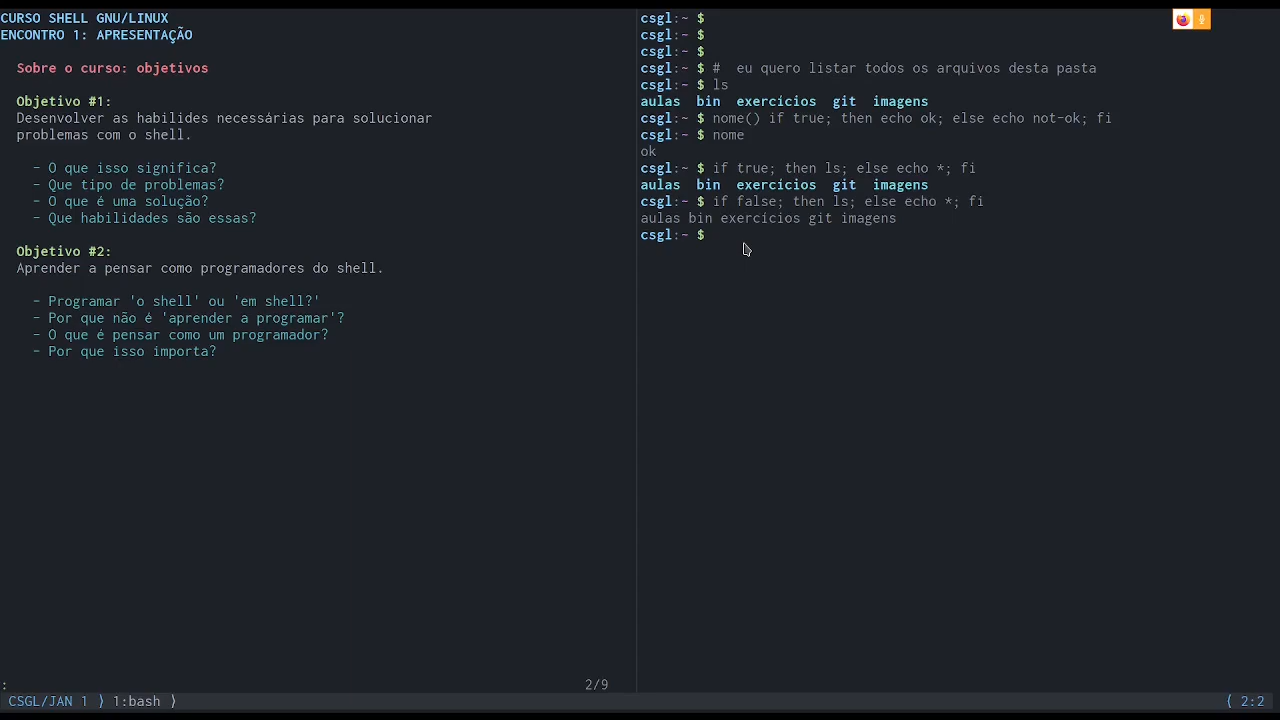 CURSO SHELL GNU/LINUX
ENCONTRO 1: APRESENTAÇÃO
Sobre o curso: objetivos
Objetivo #1:
Desenvolver as habilides necessárias para solucionar
problemas com o shell.
- O que isso significa?
- Que tipo de problemas?
- O que é uma solução?
- Que habilidades são essas?
Objetivo #2:
Aprender a pensar como programadores do shell.
- Programar 'o shell' ou 'em shell?'
- Por que não é 'aprender a programar'?
- O que é pensar como um programador?
- Por que isso importa?
:
2/9
csgl:~ $
csgl:~ $
csgl:~ $
csgl:~ $ #  eu quero listar todos os arquivos desta pasta
csgl:~ $ ls
aulas  bin  exercícios  git  imagens
csgl:~ $ nome() if true; then echo ok; else echo not-ok; fi
csgl:~ $ nome
ok
csgl:~ $ if true; then ls; else echo *; fi
aulas  bin  exercícios  git  imagens
csgl:~ $ if false; then ls; else echo *; fi
aulas bin exercícios git imagens
csgl:~ $
CSGL/JAN 1 ⟩ 1:bash ⟩
⟨ 2:2